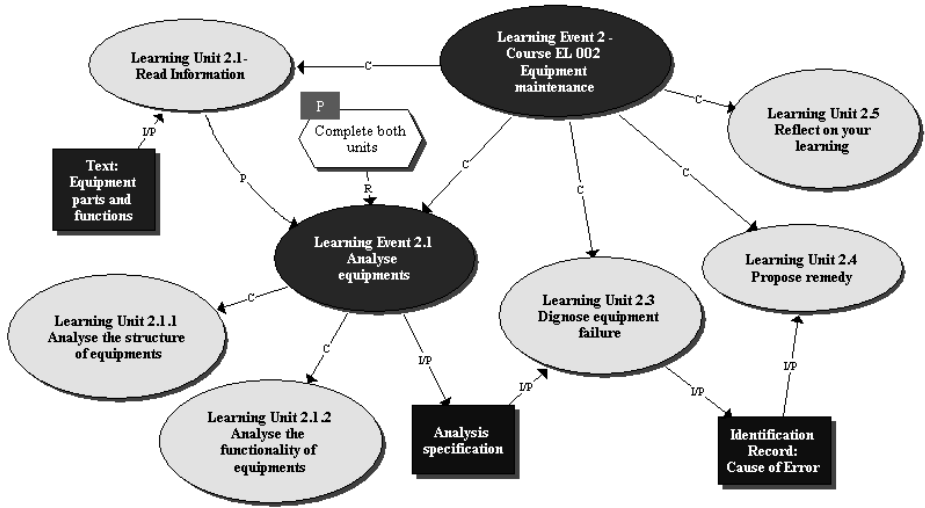 Learning Event 2 -
Course EL 002
Equipment
maintenance
Learning Unit 2.1-
Read Information
C
C
Learning Unit 2.5
Reflect on your
learning
P
Complete both
units
I/P
Text:
Equipment
parts and
functions
P
R
C
C
C
Learning Event 2.1
Analyse
equipments
Learning Unit 2.4
Propose remedy
C
Learning Unit 2.3
Dignose equipment
failure
Learning Unit 2.1.1
Analyse the structure
of equipments
C
I/P
I/P
I/P
I/P
Learning Unit 2.1.2
Analyse the
functionality of
equipments
Analysis
specification
Identification
Record:
Cause of Error